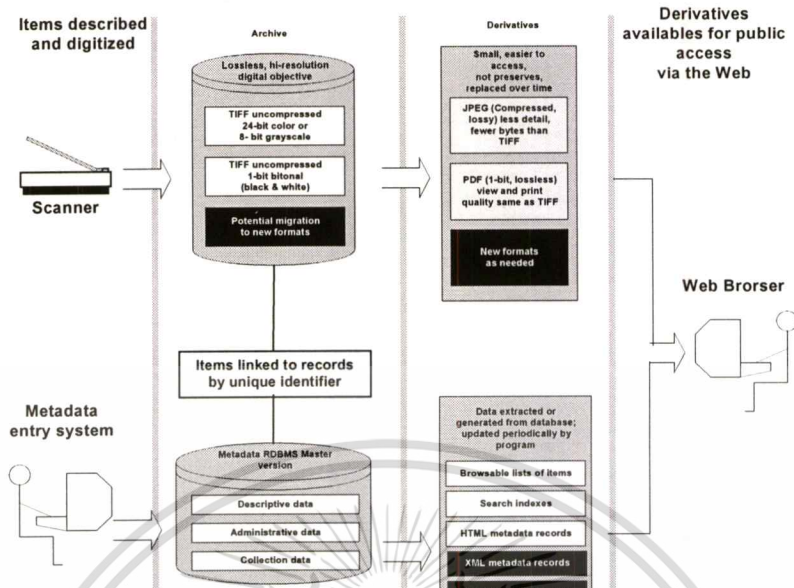 Items described
and digitized
Archive
Derivatives
Derivatives
availables for public
access
via the Web
Lossless, hi-resolution
digital objective
TIFF uncompressed
24-bit color or
8- bit grayscale
TIFF uncompressed
1-bit bitonal
(black & white)
Potential migration
to new formats
Small, easier to
access,
not preserves,
replaced over time
JPEG (Compressed,
lossy) less detail,
fewer bytes than
TIFF
PDF (1-bit, lossless)
view and print
quality same as TIFF
New formats
as needed
Scanner
Web Brorser
Items linked to records
by unique identifier
Metadata
entry system
Metadata RDBMS Master
version
Descriptive data
Administrative data
Collection data
Data extracted or
generated from database;
updated periodically by
program
Browsable lists of items
Search indexes
HTML metadata records
XML metadata records